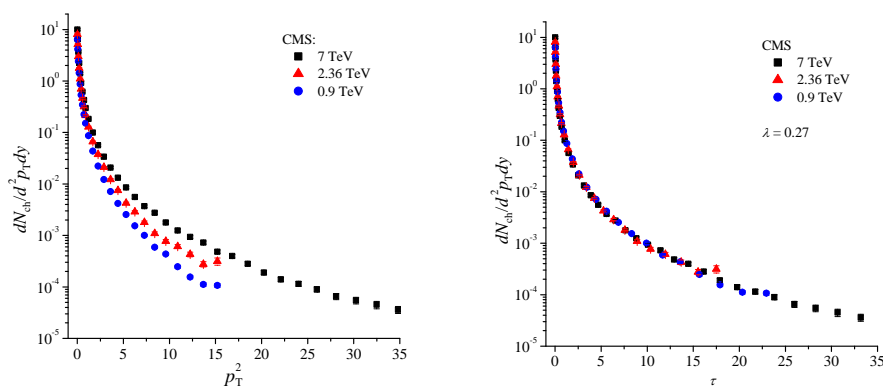 dN_ch/d²p_T dy
10¹
10⁰
10⁻¹
10⁻²
10⁻³
10⁻⁴
10⁻⁵
0 5 10 15 20 25 30 35
p²_T
CMS:
7 TeV
2.36 TeV
0.9 TeV
dN_ch/d²p_T dy
10¹
10⁰
10⁻¹
10⁻²
10⁻³
10⁻⁴
10⁻⁵
0 5 10 15 20 25 30 35
τ
CMS
7 TeV
2.36 TeV
0.9 TeV
λ = 0.27